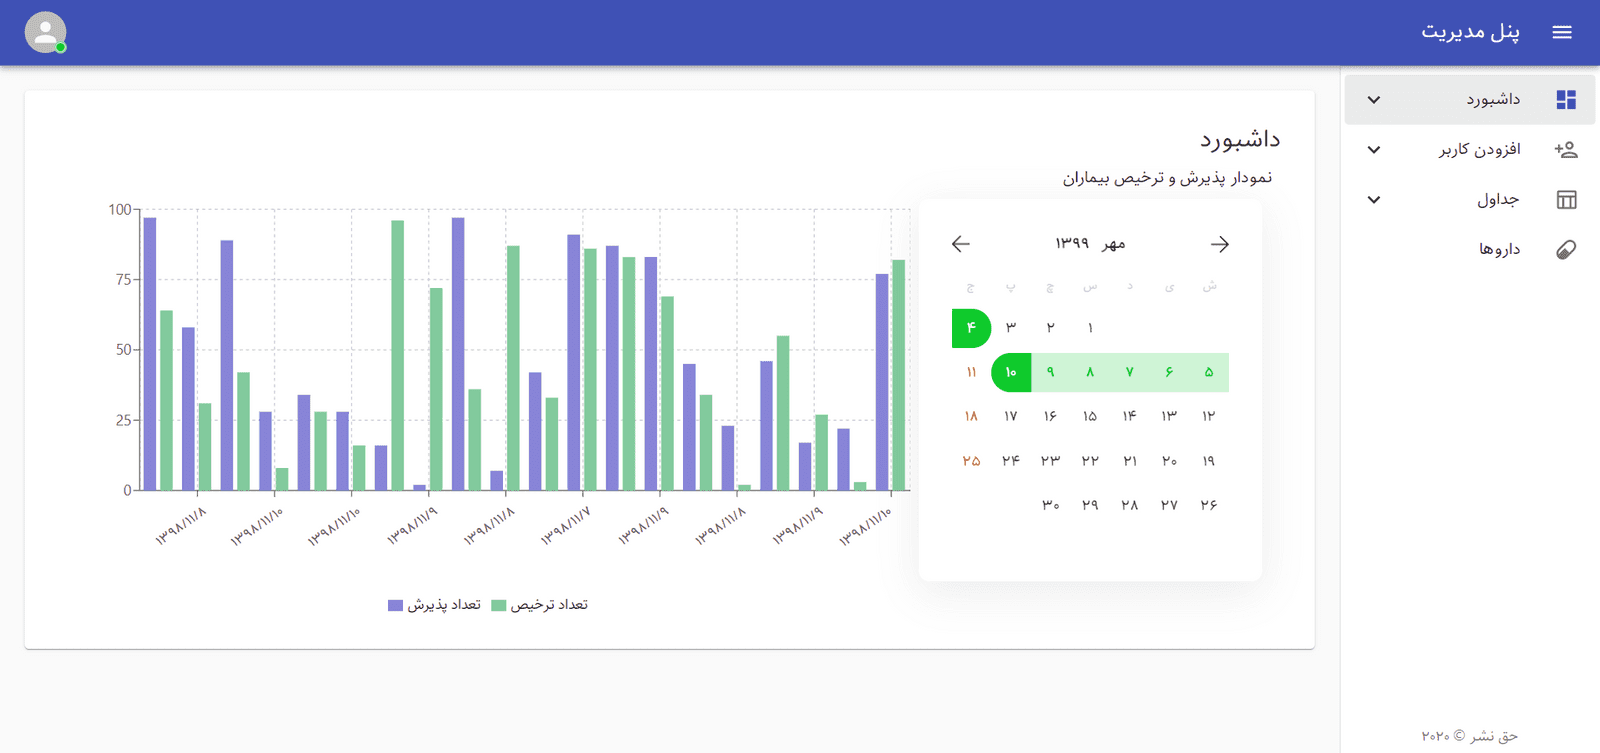 پنل مدیریت
داشبورد
افزودن کاربر
جداول
داروها
داشبورد
نمودار پذیرش و ترخیص بیماران
مهر ۱۳۹۹
ش ی د س چ پ ج
۱ ۲ ۳ ۴
۵ ۶ ۷ ۸ ۹ ۱۰ ۱۱
۱۲ ۱۳ ۱۴ ۱۵ ۱۶ ۱۷ ۱۸
۱۹ ۲۰ ۲۱ ۲۲ ۲۳ ۲۴ ۲۵
۲۶ ۲۷ ۲۸ ۲۹ ۳۰
100
75
50
25
0
۱۳۹۸/۱۱/۸ ۱۳۹۸/۱۱/۱۰ ۱۳۹۸/۱۱/۱۰ ۱۳۹۸/۱۱/۹ ۱۳۹۸/۱۱/۸ ۱۳۹۸/۱۱/۷ ۱۳۹۸/۱۱/۹ ۱۳۹۸/۱۱/۸ ۱۳۹۸/۱۱/۹ ۱۳۹۸/۱۱/۱۰
تعداد ترخیص تعداد پذیرش
حق نشر © ۲۰۲۰